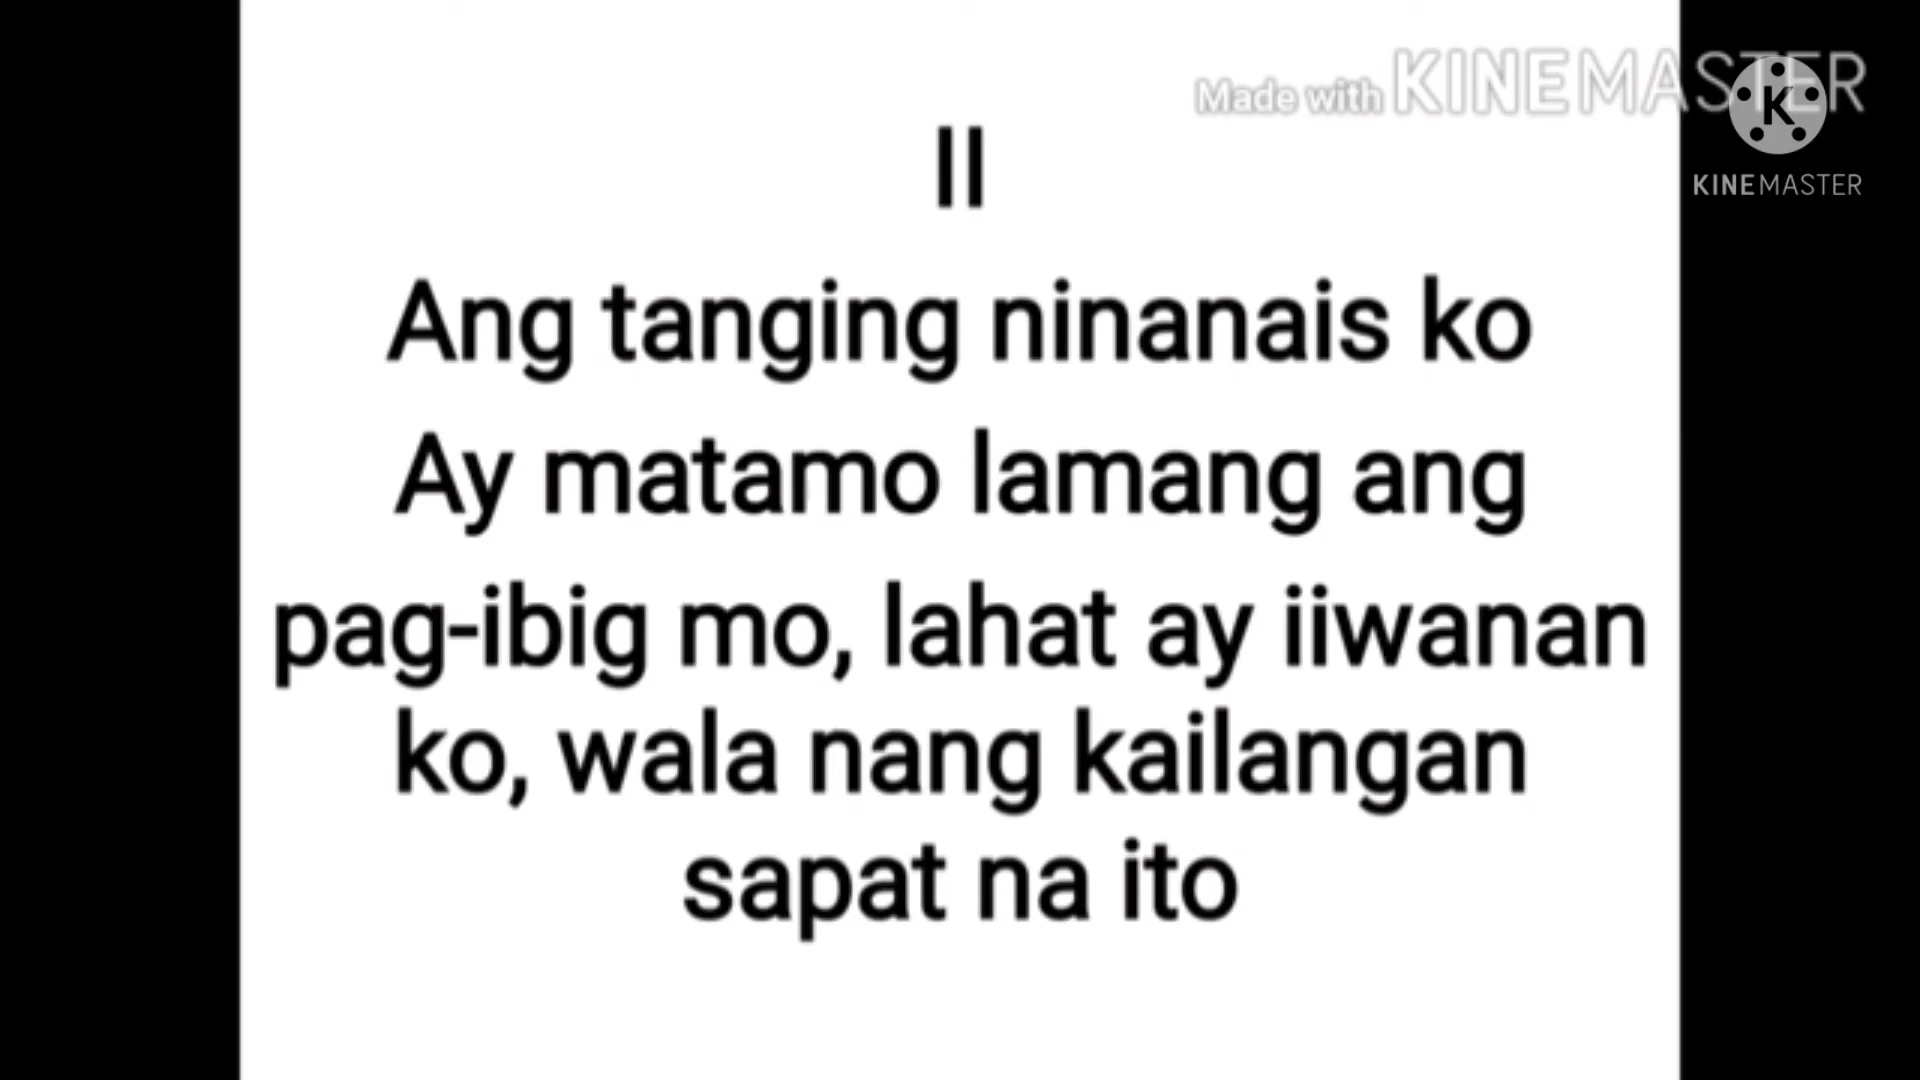 Made with KINEMASTER
K
KINEMASTER
II
Ang tanging ninanais ko
Ay matamo lamang ang
pag-ibig mo, lahat ay iiwanan
ko, wala nang kailangan
sapat na ito